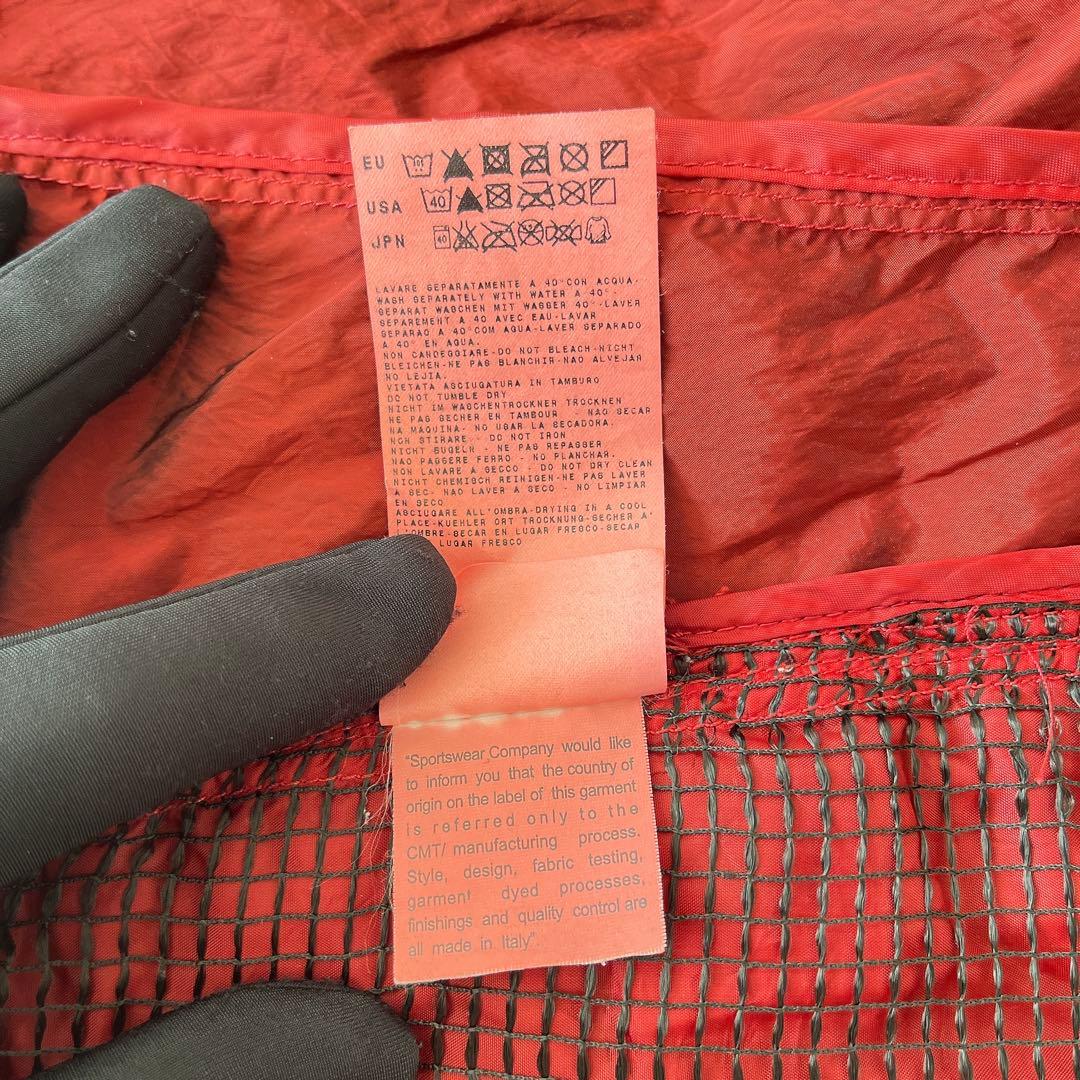 EU
USA 40
JPN 40
LAVARE SEPARATAMENTE A 40°CON ACQUA-
WASH SEPARATELY WITH WATER A 40°-
SEPARAT WASCHEN MIT WASSER 40°-LAVER
SEPAREMENT A 40 AVEC EAU-LAVAR
SEPARAO A 40°COM AQUA-LAVER SEPARADO
A 40° EN AGUA.
NON CANDEGGIARE-DO NOT BLEACH-NICHT
BLEICHEN-NE PAS BLANCHIR-NAO ALVEJAR
NO LEJIA.
VIETATA ASCIUGATURA IN TAMBURO
DO NOT TUMBLE DRY
NICHT IM WASCHENTROCKNER TROCKNEN
NE PAS SECHER EN TAMBOUR - NAO SECAR
NA MAQUINA- NO USAR LA SECADORA.
NON STIRARE - DO NOT IRON
NICHT BUGELN - NE PAS REPASSER
NAO PASSERE FERRO - NO PLANCHAR.
NON LAVARE A SECCO - DO NOT DRY CLEAN
NICHT CHEMISCH REINIGEN-NE PAS LAVER
A SEC- NAO LAVER A SECO - NO LIMPIAR
EN SECO
ASCIUGARE ALL'OMBRA-DRYING IN A COOL
PLACE-KUEHLER ORT TROCKNUNG-SECHER A'
L'OMBRE-SECAR EN LUGAR FRESCO-SECAR
LUGAR FRESCO
"Sportswear Company would like
to inform you that the country of
origin on the label of this garment
is referred only to the
CMT/ manufacturing process.
Style, design, fabric testing,
garment dyed processes,
finishings and quality control are
all made in Italy".